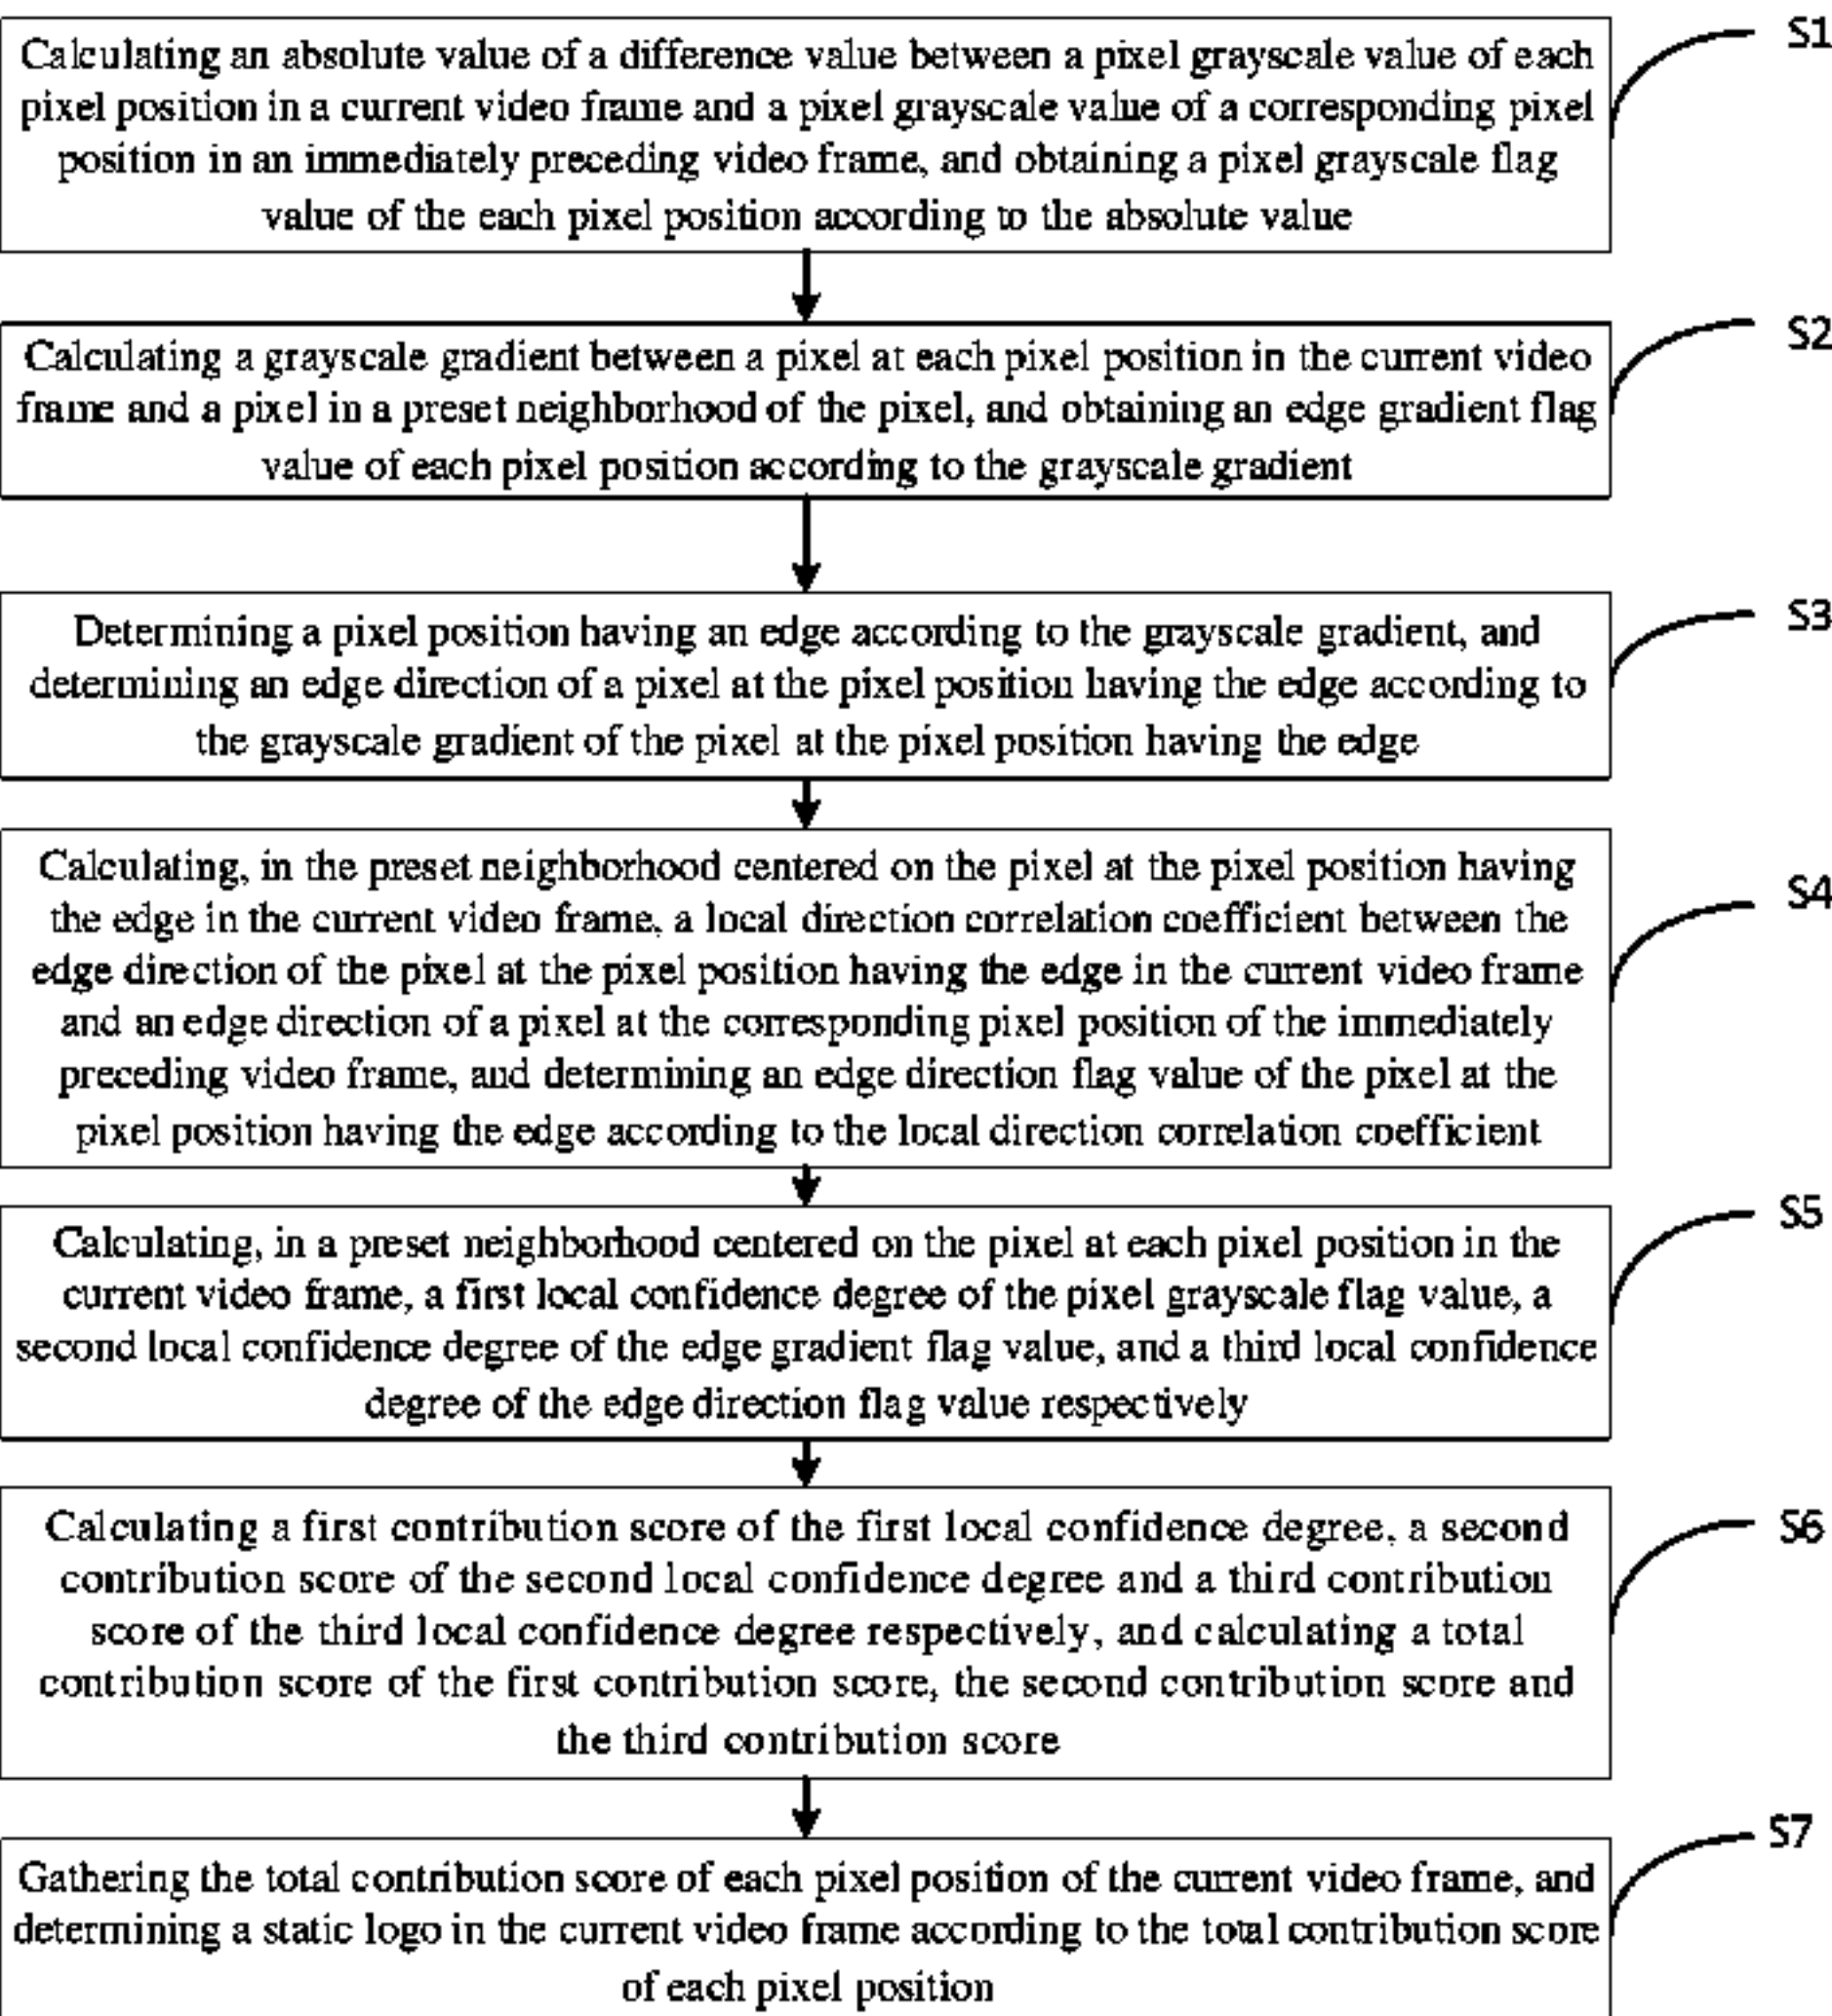 S1
Calculating an absolute value of a difference value between a pixel grayscale value of each
pixel position in a current video frame and a pixel grayscale value of a corresponding pixel
position in an immediately preceding video frame, and obtaining a pixel grayscale flag
value of the each pixel position according to the absolute value
S2
Calculating a grayscale gradient between a pixel at each pixel position in the current video
frame and a pixel in a preset neighborhood of the pixel, and obtaining an edge gradient flag
value of each pixel position according to the grayscale gradient
S3
Determining a pixel position having an edge according to the grayscale gradient, and
determining an edge direction of a pixel at the pixel position having the edge according to
the grayscale gradient of the pixel at the pixel position having the edge
S4
Calculating, in the preset neighborhood centered on the pixel at the pixel position having
the edge in the current video frame, a local direction correlation coefficient between the
edge direction of the pixel at the pixel position having the edge in the current video frame
and an edge direction of a pixel at the corresponding pixel position of the immediately
preceding video frame, and determining an edge direction flag value of the pixel at the
pixel position having the edge according to the local direction correlation coefficient
S5
Calculating, in a preset neighborhood centered on the pixel at each pixel position in the
current video frame, a first local confidence degree of the pixel grayscale flag value, a
second local confidence degree of the edge gradient flag value, and a third local confidence
degree of the edge direction flag value respectively
S6
Calculating a first contribution score of the first local confidence degree, a second
contribution score of the second local confidence degree and a third contribution
score of the third local confidence degree respectively, and calculating a total
contribution score of the first contribution score, the second contribution score and
the third contribution score
S7
Gathering the total contribution score of each pixel position of the current video frame, and
determining a static logo in the current video frame according to the total contribution score
of each pixel position